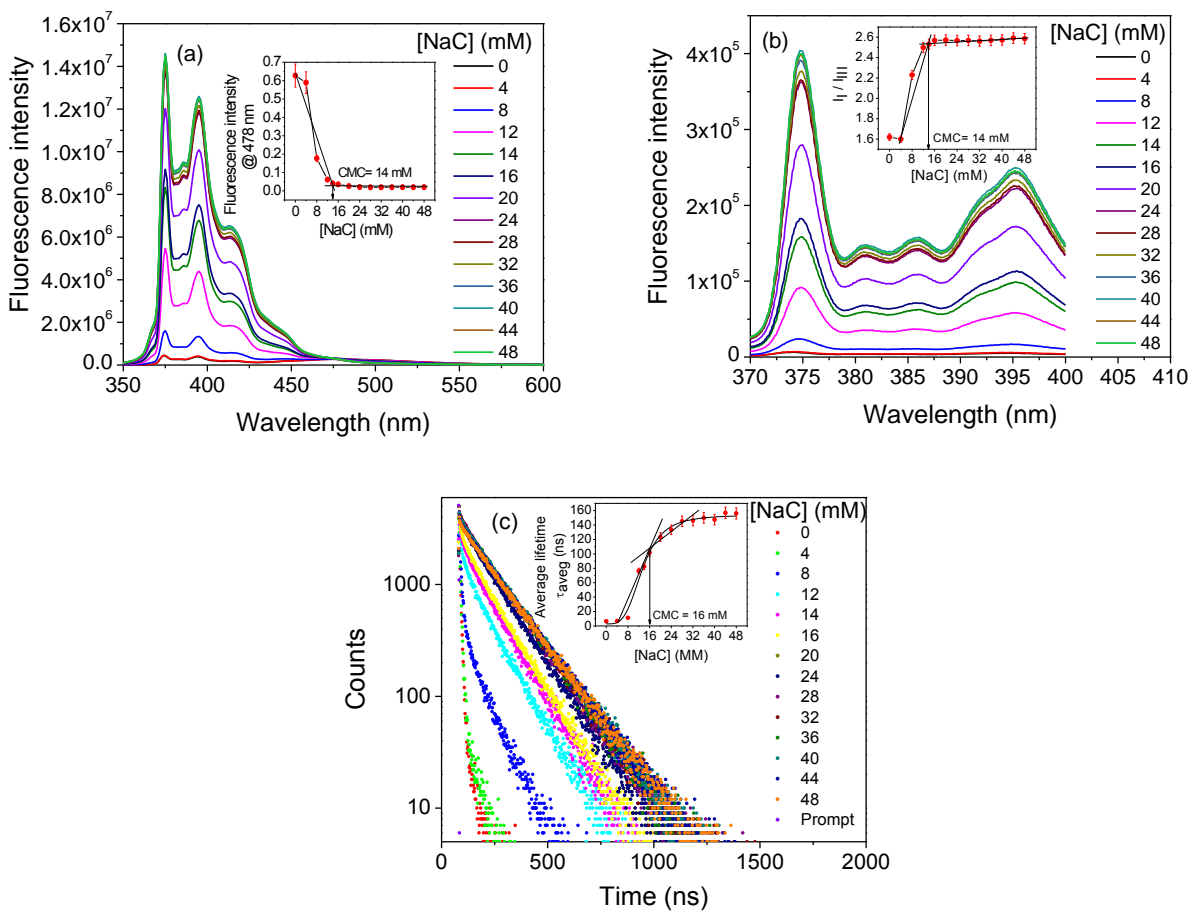 (a)
[NaC] (mM)
0
4
8
12
14
16
20
24
28
32
36
40
44
48
Fluorescence intensity
1.6x10⁷
1.4x10⁷
1.2x10⁷
1.0x10⁷
8.0x10⁶
6.0x10⁶
4.0x10⁶
2.0x10⁶
0.0
350 400 450 500 550 600
Wavelength (nm)
Fluorescence intensity
@ 478 nm
0.7
0.6
0.5
0.4
0.3
0.2
0.1
0.0
CMC= 14 mM
0 8 16 24 32 40 48
[NaC] (mM)
(b)
[NaC] (mM)
0
4
8
12
14
16
20
24
28
32
36
40
44
48
Fluorescence intensity
4x10⁵
3x10⁵
2x10⁵
1x10⁵
0
370 375 380 385 390 395 400 405 410
Wavelength (nm)
I_I / I_III
2.6
2.4
2.2
2.0
1.8
1.6
CMC= 14 mM
0 8 16 24 32 40 48
[NaC] (mM)
(c)
[NaC] (mM)
0
4
8
12
14
16
20
24
28
32
36
40
44
48
Prompt
Counts
1000
100
10
0 500 1000 1500 2000
Time (ns)
Average lifetime
τaveg (ns)
160
140
120
100
80
60
40
20
0
CMC = 16 mM
0 8 16 24 32 40 48
[NaC] (MM)